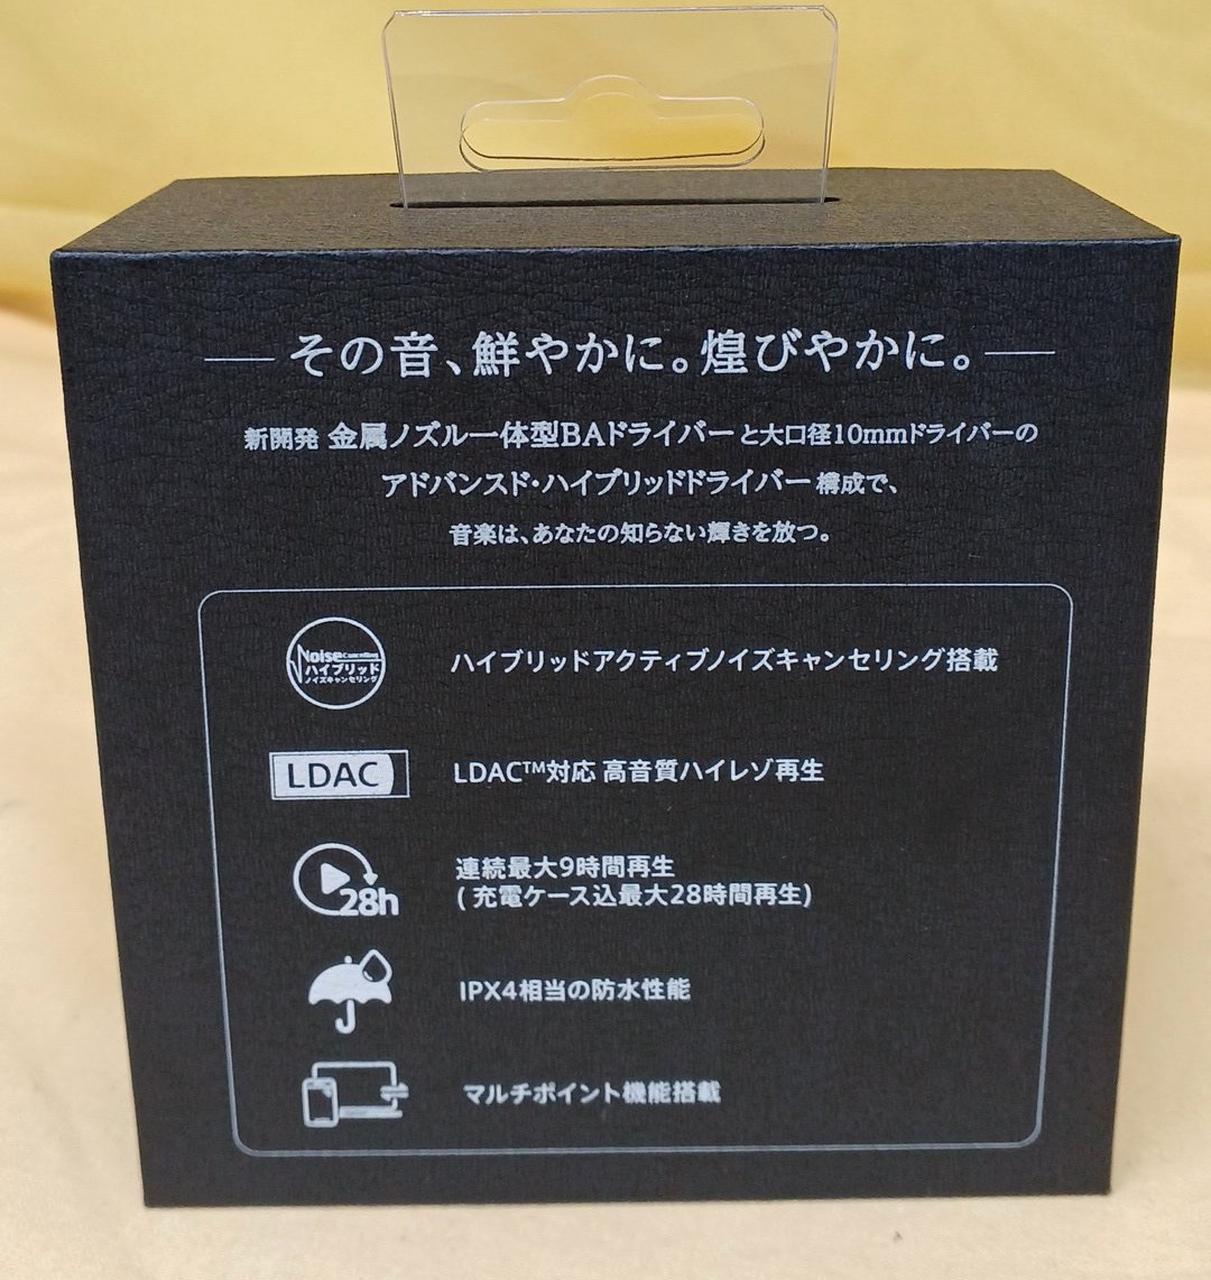 その音、鮮やかに。煌びやかに。
新開発 金属ノズル一体型BAドライバーと大口径10mmドライバーの
アドバンスド・ハイブリッドドライバー構成で、
音楽は、あなたの知らない輝きを放つ。
Noise Cancelling
ハイブリッド
ノイズキャンセリング
ハイブリッドアクティブノイズキャンセリング搭載
LDAC
LDAC™対応 高音質ハイレゾ再生
28h
連続最大9時間再生
(充電ケース込最大28時間再生)
IPX4相当の防水性能
マルチポイント機能搭載